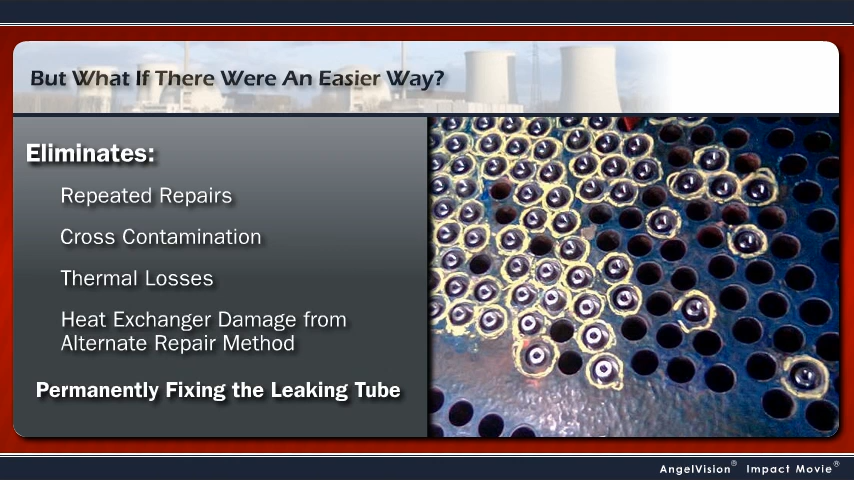 But What If There Were An Easier Way?
Eliminates:
Repeated Repairs
Cross Contamination
Thermal Losses
Heat Exchanger Damage from
Alternate Repair Method
Permanently Fixing the Leaking Tube
AngelVision® Impact Movie®